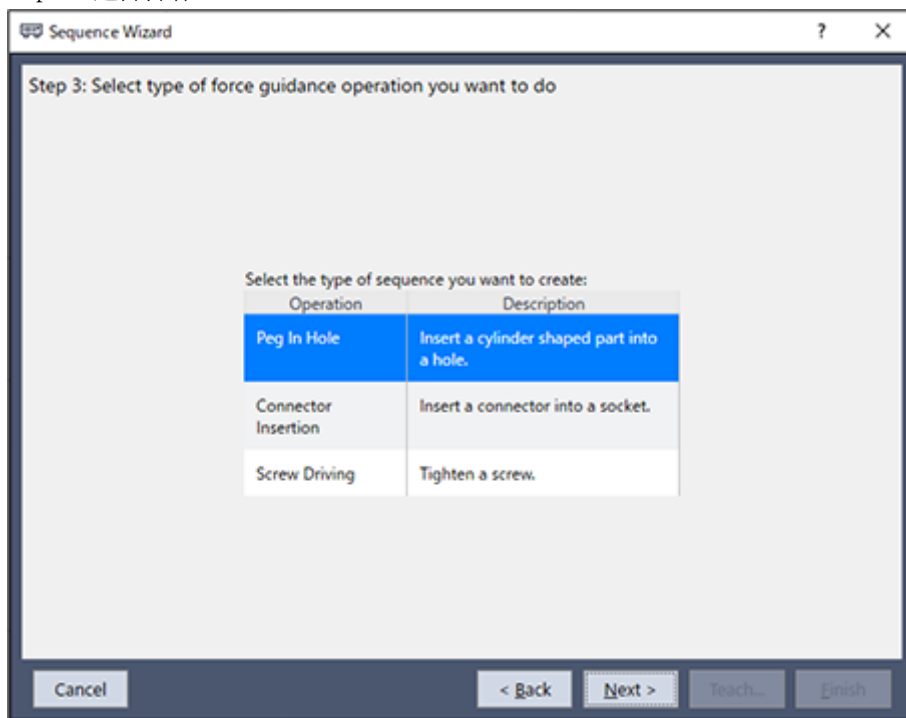 Sequence Wizard
?
Step 3: Select type of force guidance operation you want to do
Select the type of sequence you want to create:
Operation Description
Peg In Hole Insert a cylinder shaped part into
a hole.
Connector Insert a connector into a socket.
Insertion
Screw Driving Tighten a screw.
Cancel < Back Next > Teach... Finish